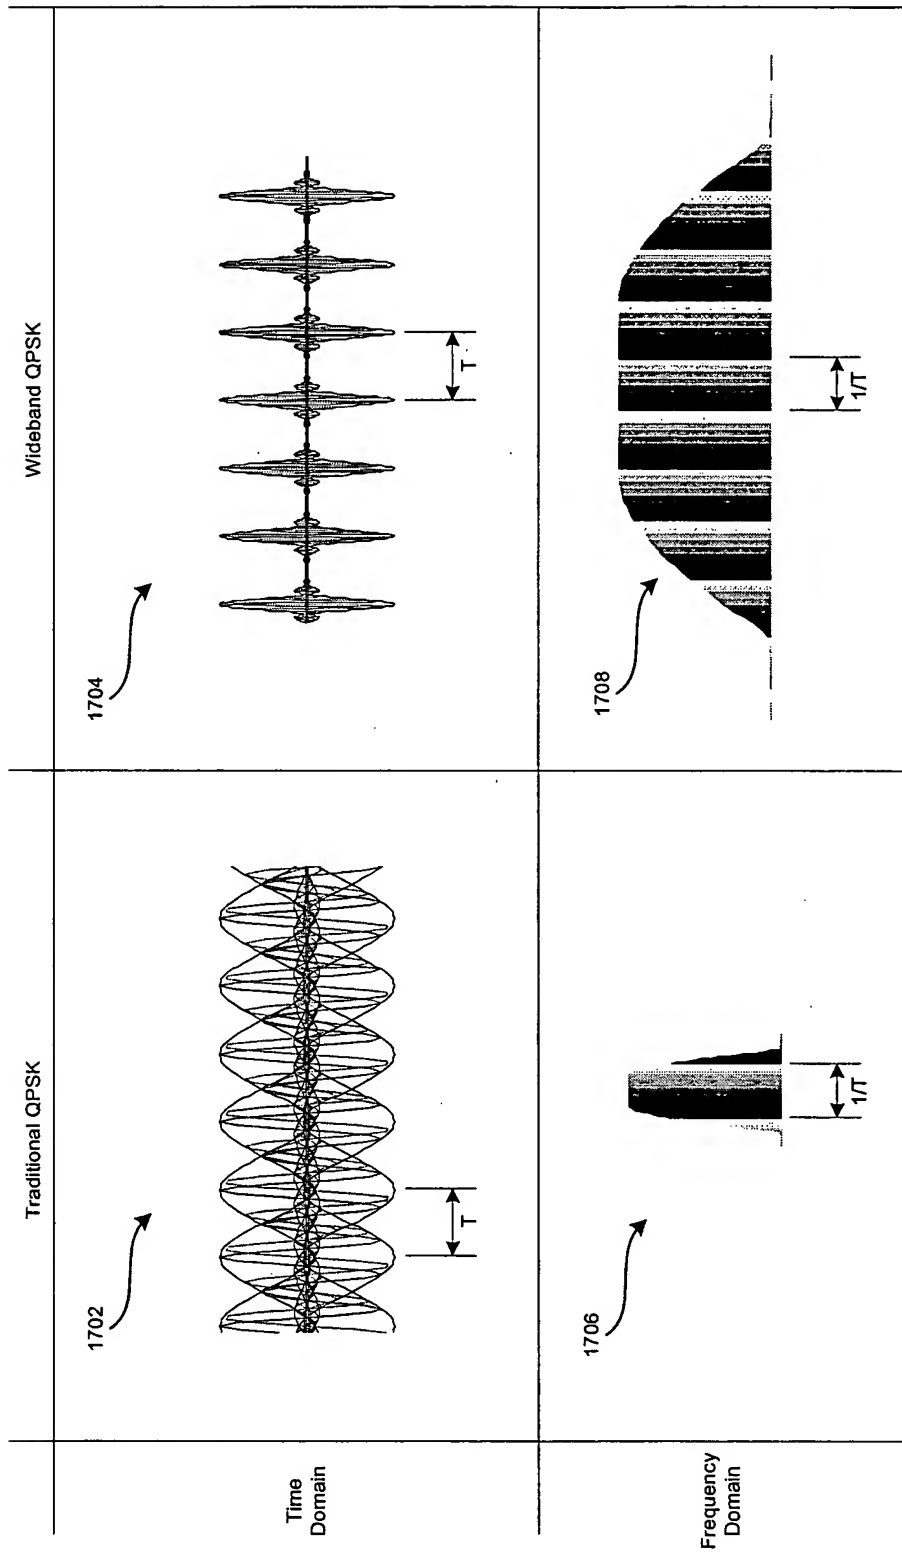 Traditional QPSK
Wideband QPSK
Time
Domain
1702
T
1704
T
Frequency
Domain
1706
1/T
1708
1/T